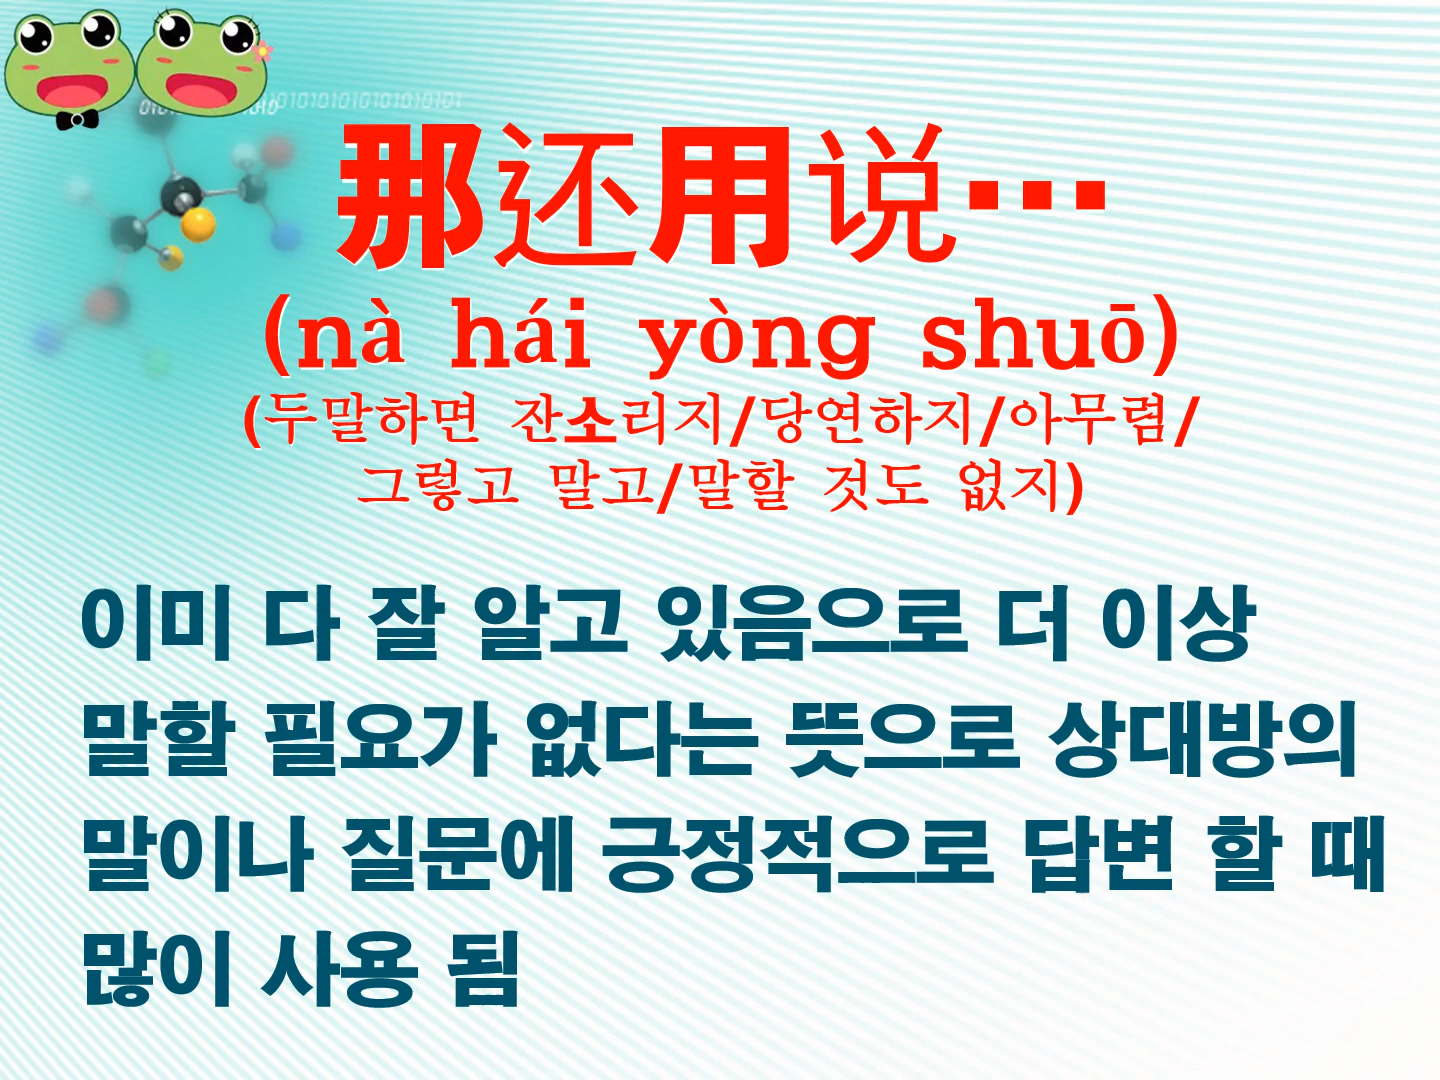 那还用说…
(nà hái yòng shuō)
(두말하면 잔소리지/당연하지/아무렴/
그렇고 말고/말할 것도 없지)
이미 다 잘 알고 있음으로 더 이상
말할 필요가 없다는 뜻으로 상대방의
말이나 질문에 긍정적으로 답변 할 때
많이 사용 됨